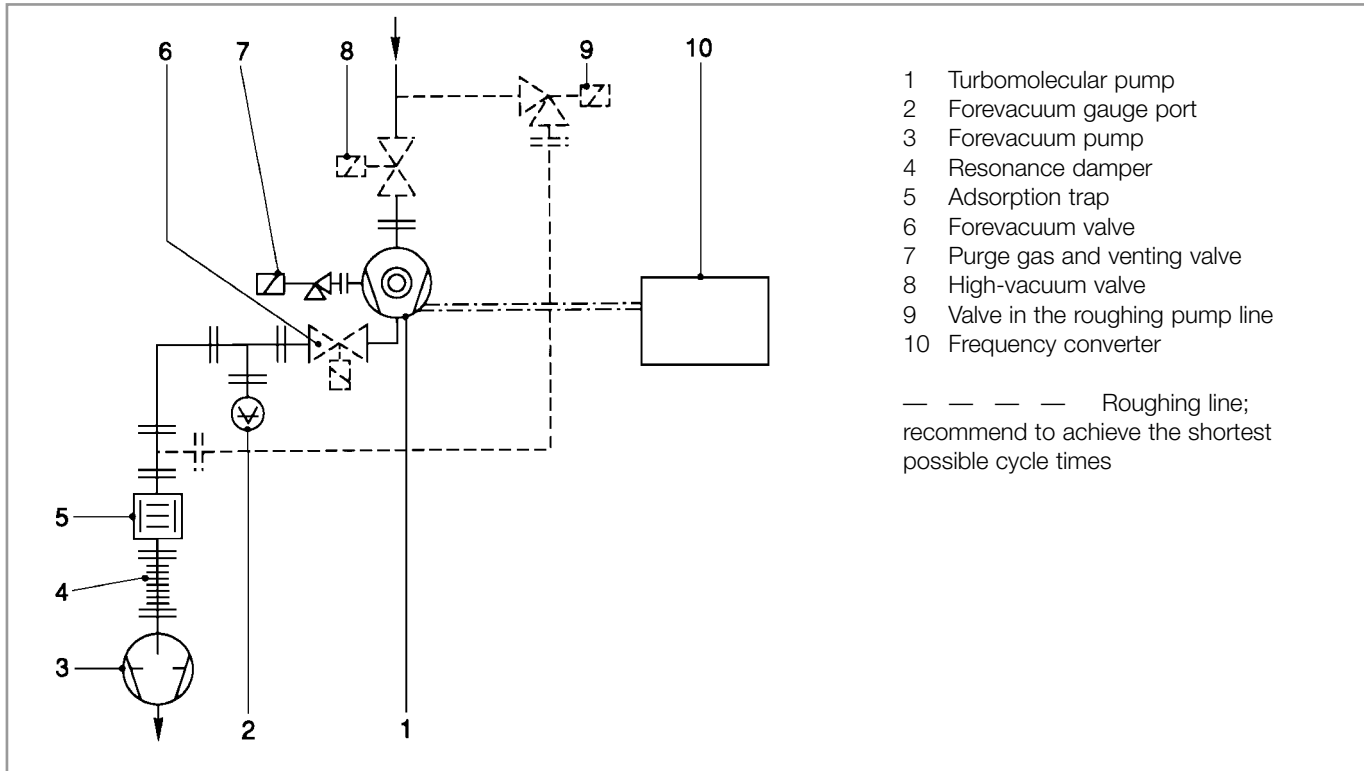 6 7 8 9 10
5
4
3
2 1
1 Turbomolecular pump
2 Forevacuum gauge port
3 Forevacuum pump
4 Resonance damper
5 Adsorption trap
6 Forevacuum valve
7 Purge gas and venting valve
8 High-vacuum valve
9 Valve in the roughing pump line
10 Frequency converter
— — — — Roughing line;
recommend to achieve the shortest
possible cycle times